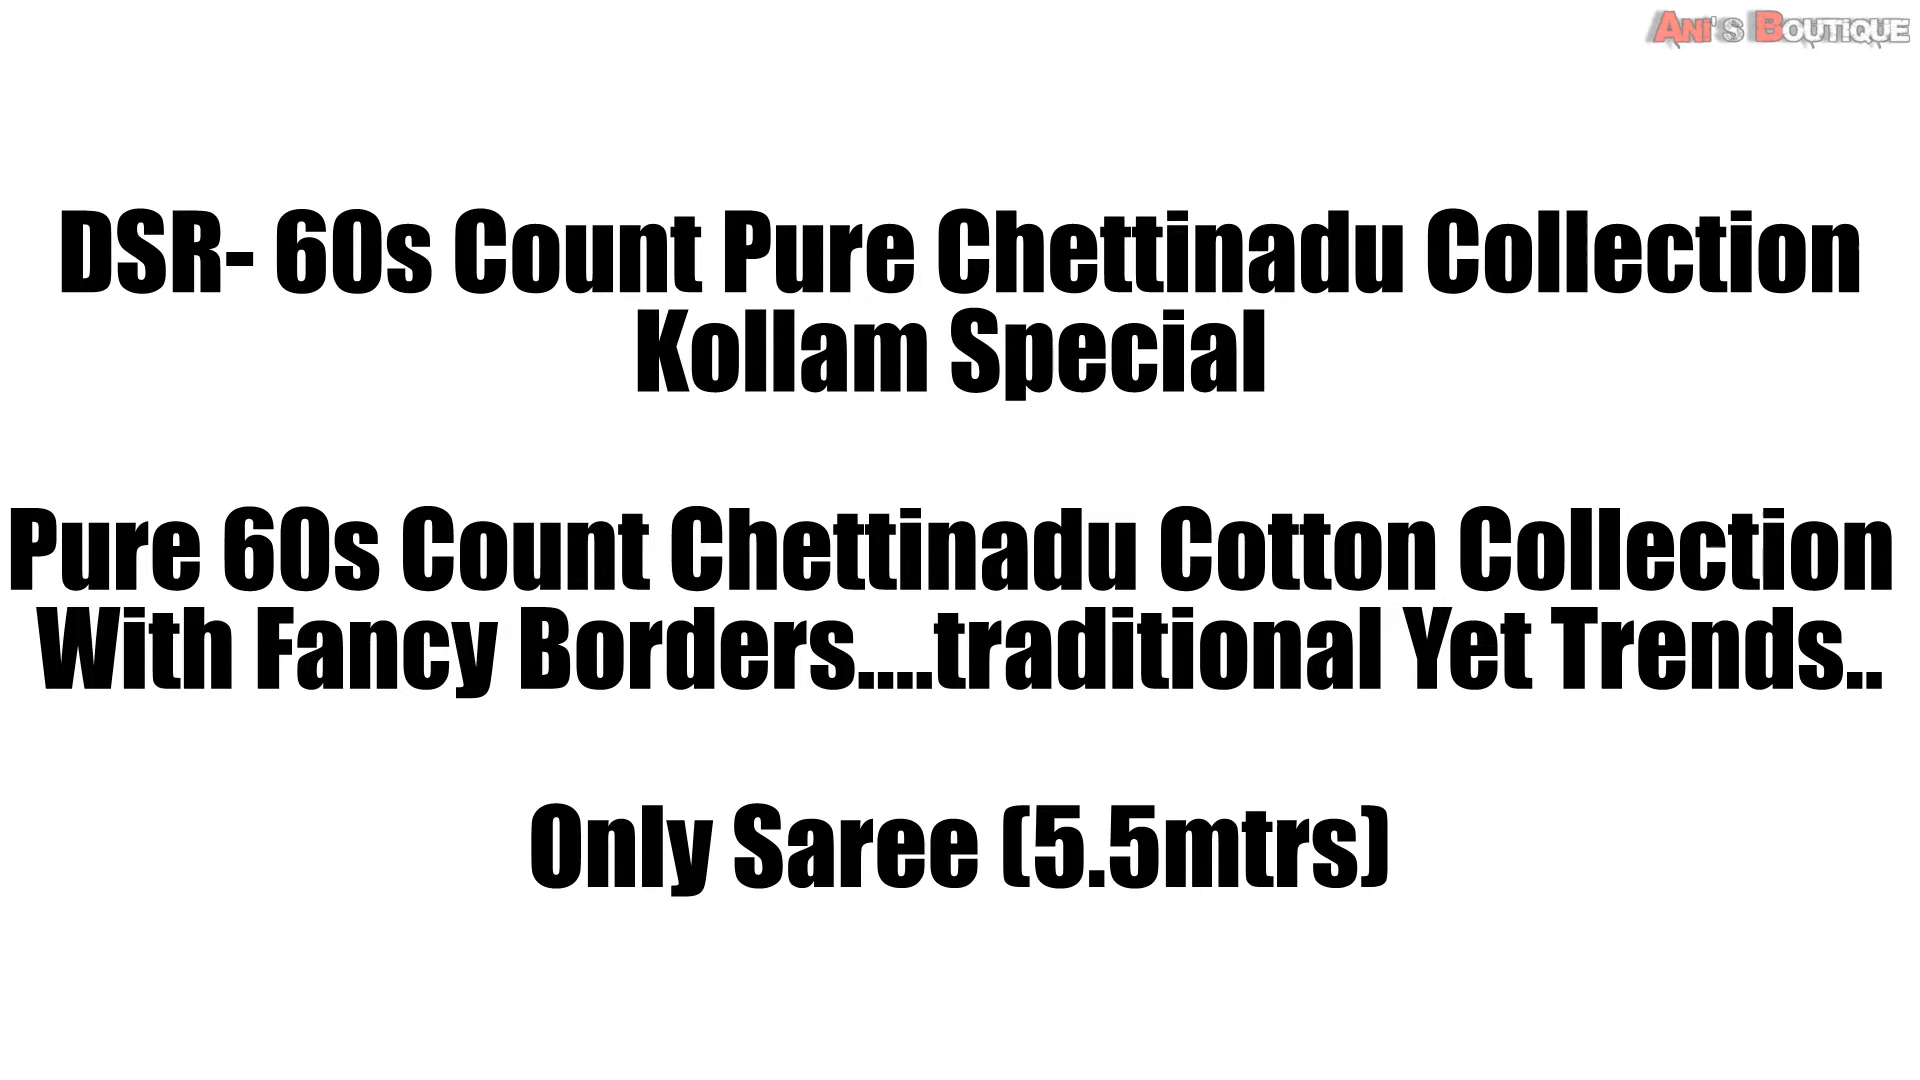 Ani's Boutique
DSR- 60s Count Pure Chettinadu Collection
Kollam Special
Pure 60s Count Chettinadu Cotton Collection
With Fancy Borders....traditional Yet Trends..
Only Saree (5.5mtrs)